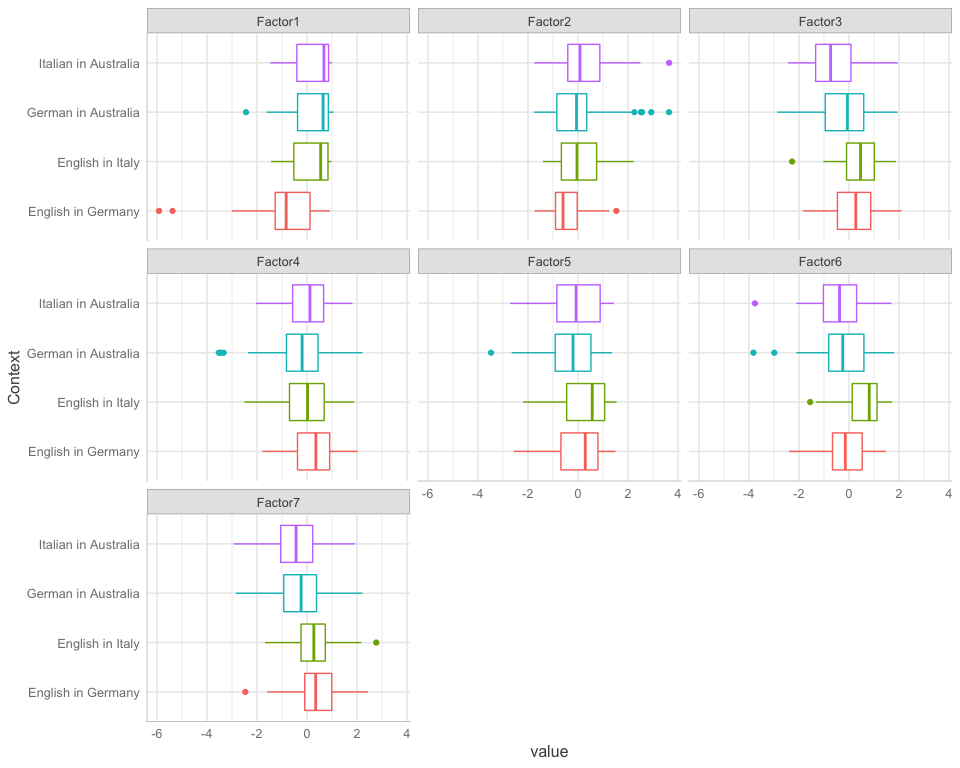 Factor1 Factor2 Factor3
Italian in Australia
German in Australia
English in Italy
English in Germany
Factor4 Factor5 Factor6
Italian in Australia
German in Australia
English in Italy
English in Germany
-6 -4 -2 0 2 4 -6 -4 -2 0 2 4
Factor7
Italian in Australia
German in Australia
English in Italy
English in Germany
-6 -4 -2 0 2 4
Context
value